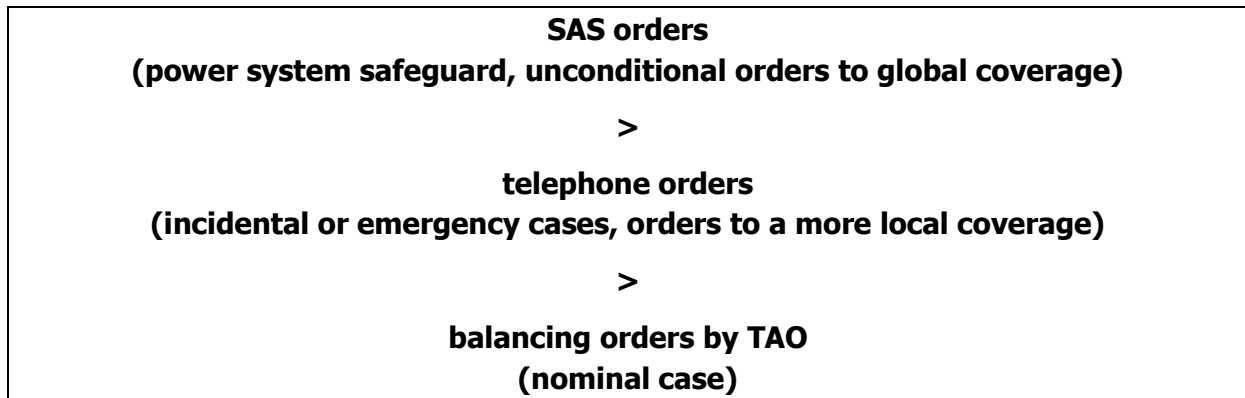 SAS orders
(power system safeguard, unconditional orders to global coverage)
>
telephone orders
(incidental or emergency cases, orders to a more local coverage)
>
balancing orders by TAO
(nominal case)